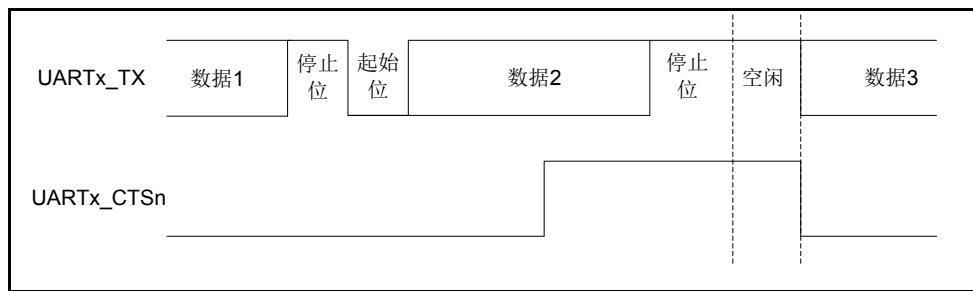 UARTx_TX
数据1
停止
位
起始
位
数据2
停止
位
空闲
数据3
UARTx_CTSn